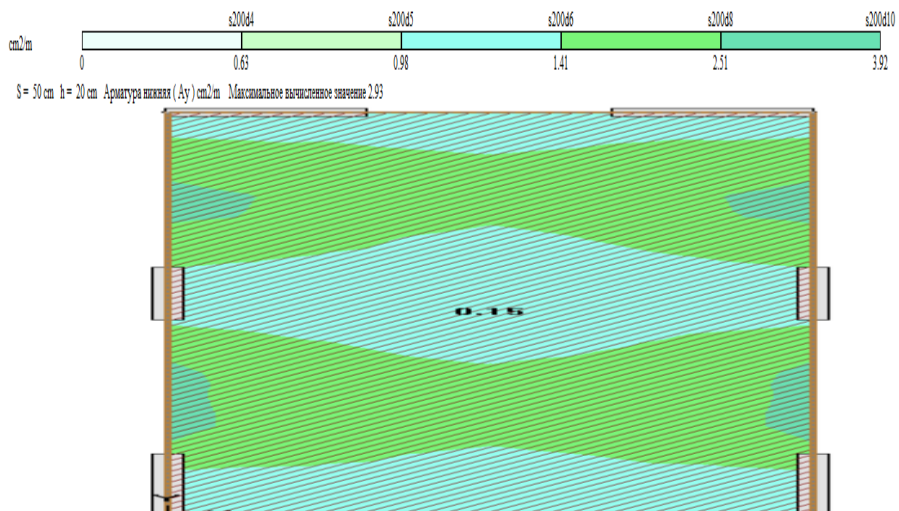 s200d4 s200d5 s200d6 s200d8 s200d10
cm2/m
0 0.63 0.98 1.41 2.51 3.92
S = 50 cm h = 20 cm Арматура нижняя ( Ay ) cm2/m Максимальное вычисленное значение 2.93
0.15